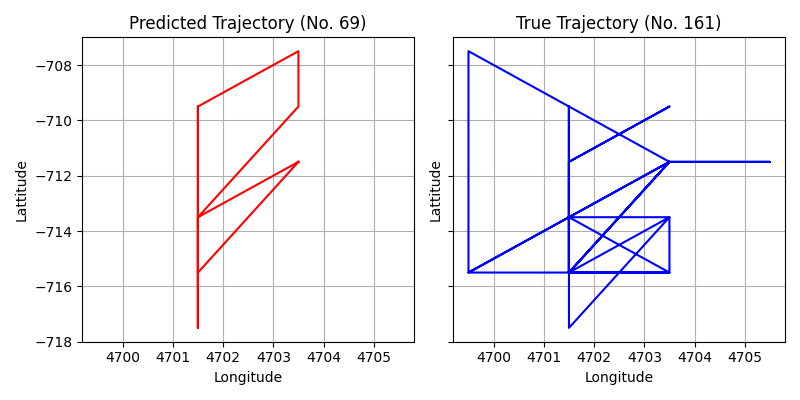 Predicted Trajectory (No. 69)
True Trajectory (No. 161)
−708
−710
−712
−714
−716
−718
Lattitude
Lattitude
4700 4701 4702 4703 4704 4705
4700 4701 4702 4703 4704 4705
Longitude
Longitude